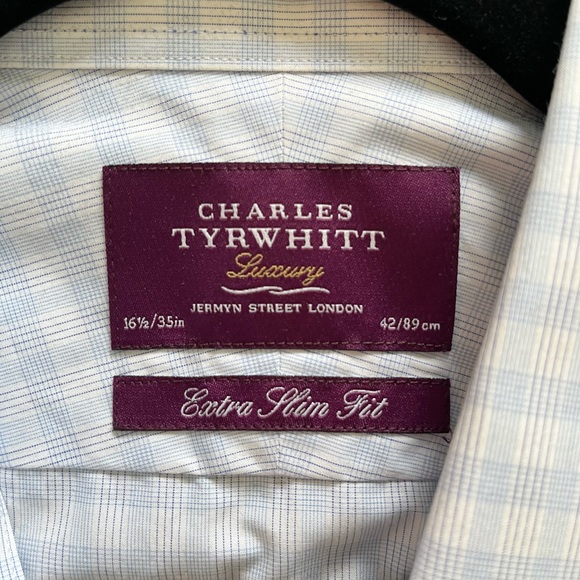 CHARLES
TYRWHITT
Luxury
JERMYN STREET LONDON
16½/35in 42/89cm
Extra Slim Fit